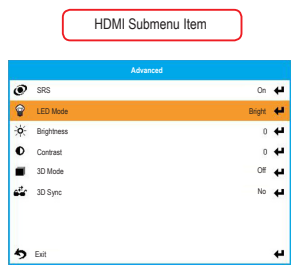 HDMI Submenu Item
Advanced
SRS On
LED Mode Bright
Brightness 0
Contrast 0
3D Mode Off
3D Sync No
Exit